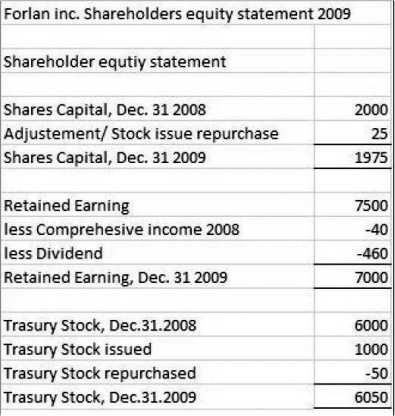 Forlan inc. Shareholders equity statement 2009
Shareholder equtiy statement
Shares Capital, Dec. 31 2008 2000
Adjustement/ Stock issue repurchase 25
Shares Capital, Dec. 31 2009 1975
Retained Earning 7500
less Comprehesive income 2008 -40
less Dividend -460
Retained Earning, Dec. 31 2009 7000
Trasury Stock, Dec.31.2008 6000
Trasury Stock issued 1000
Trasury Stock repurchased -50
Trasury Stock, Dec.31.2009 6050